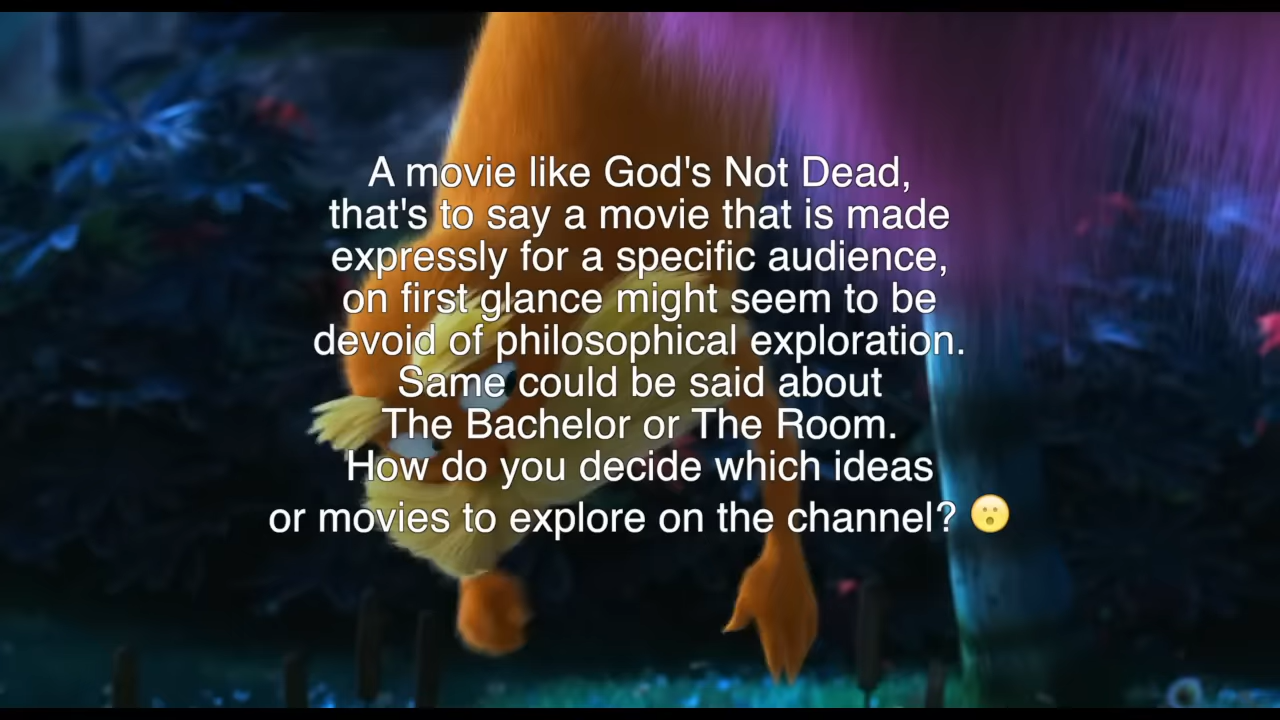 A movie like God's Not Dead,
that's to say a movie that is made
expressly for a specific audience,
on first glance might seem to be
devoid of philosophical exploration.
Same could be said about
The Bachelor or The Room.
How do you decide which ideas
or movies to explore on the channel? 😮